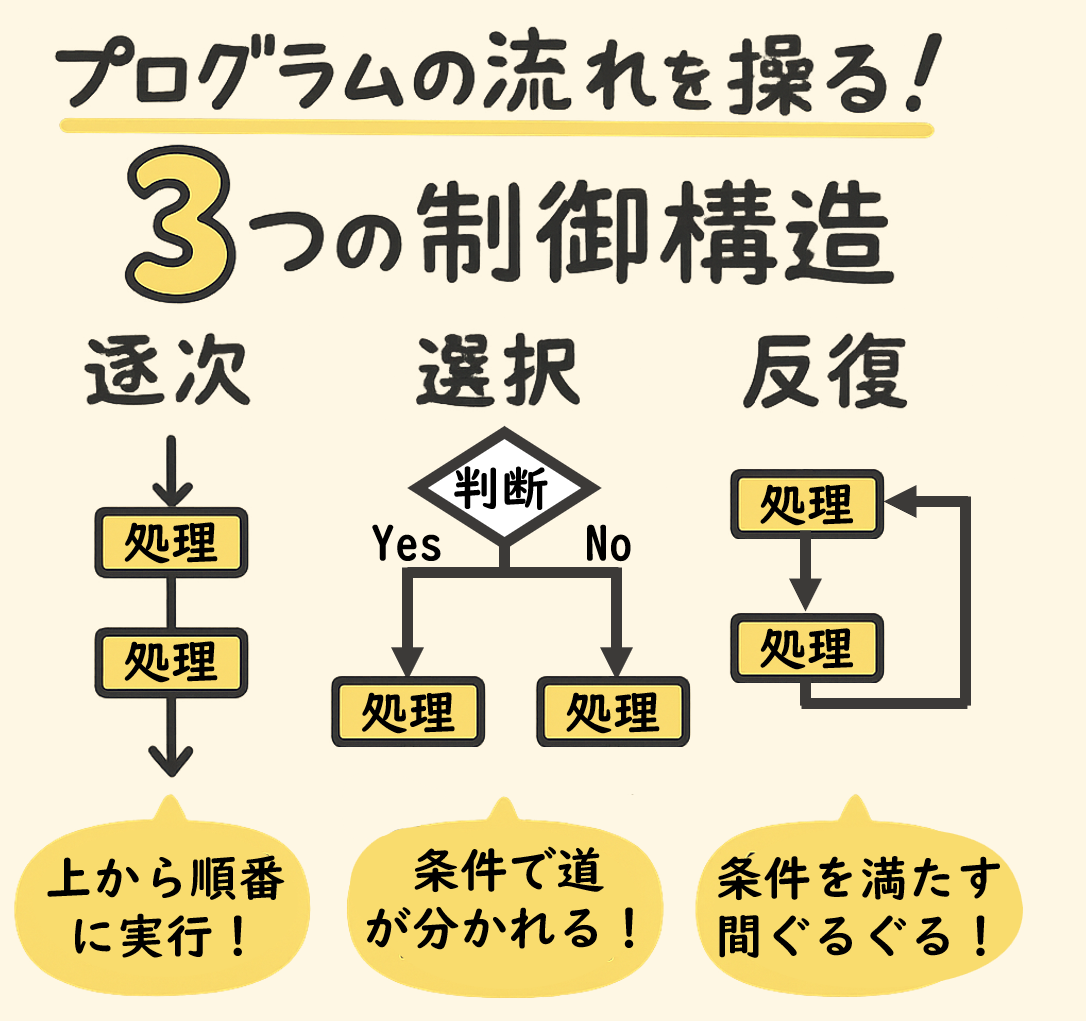 プログラムの流れを操る!
3つの制御構造
逐次
処理
処理
上から順番
に実行!
選択
判断
Yes
No
処理
処理
条件で道
が分かれる!
反復
処理
処理
条件を満たす
間ぐるぐる!